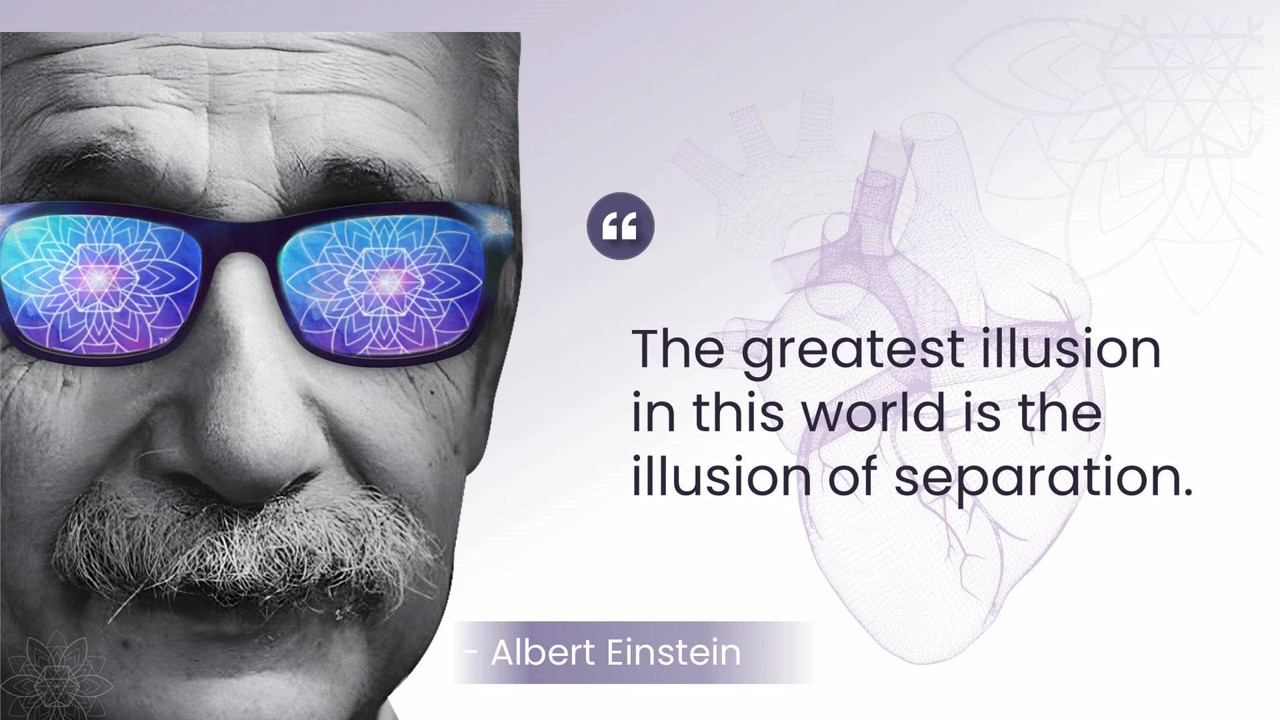 “
The greatest illusion
in this world is the
illusion of separation.
- Albert Einstein